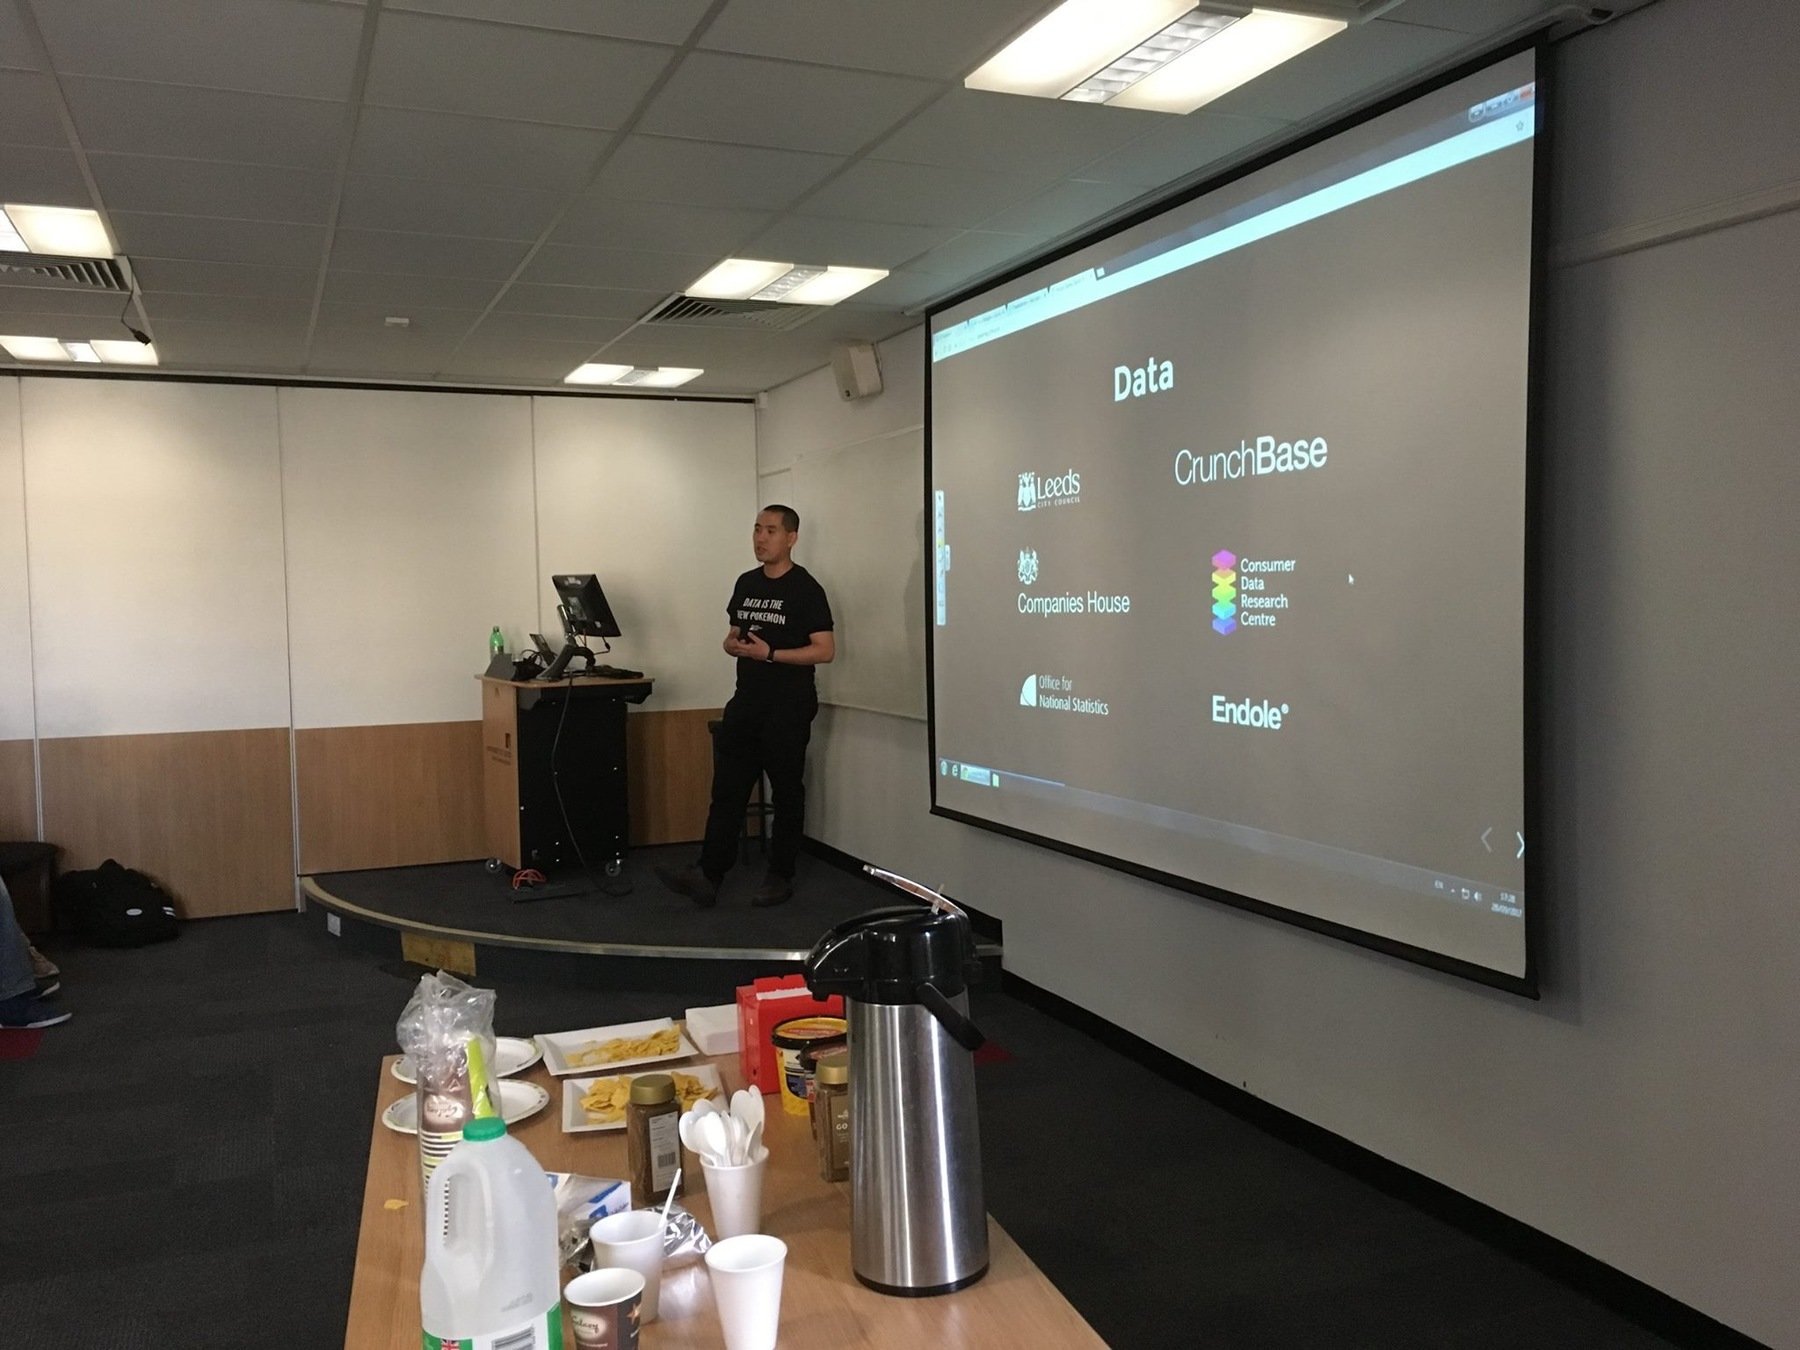 Data
CrunchBase
Leeds
CITY COUNCIL
Companies House
Consumer
Data
Research
Centre
Office for
National Statistics
Endole
DATA IS THE
NEW POKEMON
EN